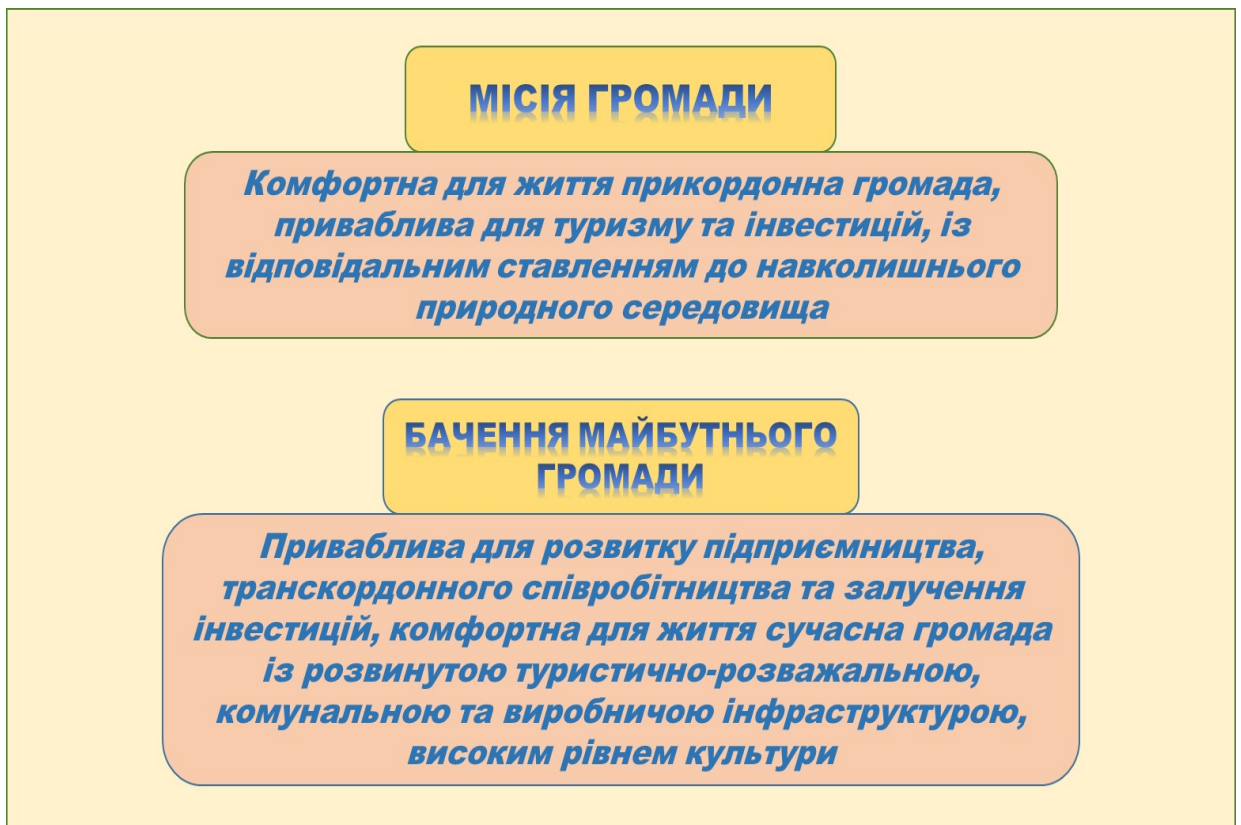 МІСІЯ ГРОМАДИ
Комфортна для життя прикордонна громада,
приваблива для туризму та інвестицій, із
відповідальним ставленням до навколишнього
природного середовища
БАЧЕННЯ МАЙБУТНЬОГО
ГРОМАДИ
Приваблива для розвитку підприємництва,
транскордонного співробітництва та залучення
інвестицій, комфортна для життя сучасна громада
із розвинутою туристично-розважальною,
комунальною та виробничою інфраструктурою,
високим рівнем культури